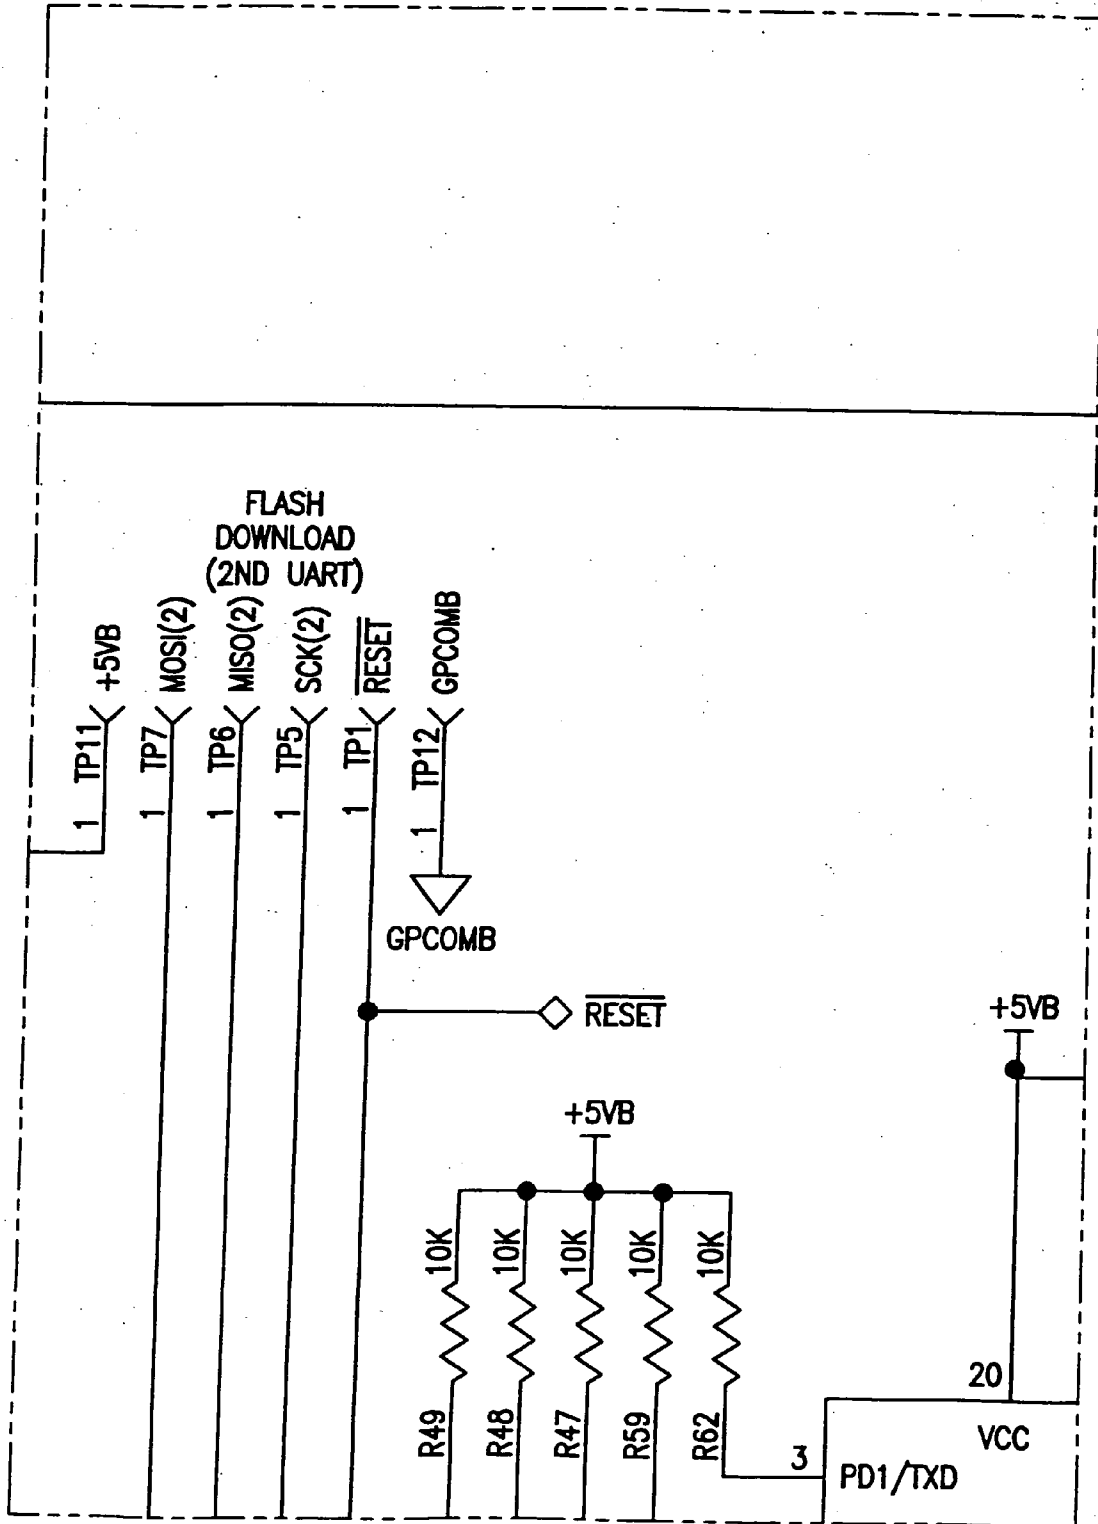 FLASH
DOWNLOAD
(2ND UART)
+5VB
MOSI(2)
MISO(2)
SCK(2)
RESET
GPCOMB
1 TP11
1 TP7
1 TP6
1 TP5
1 TP1
1 TP12
GPCOMB
RESET
+5VB
+5VB
10K
10K
10K
10K
10K
R49
R48
R47
R59
R62
20
VCC
3
PD1/TXD